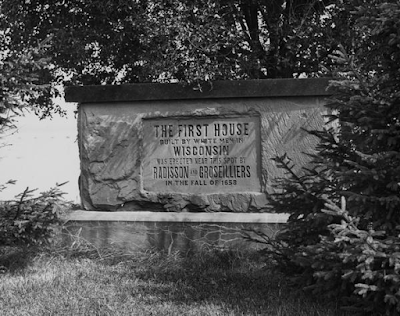 THE FIRST HOUSE
BUILT BY WHITE MEN IN
WISCONSIN
WAS ERECTED NEAR THIS SPOT BY
RADISSON AND GROSEILLIERS
IN THE FALL OF 1658